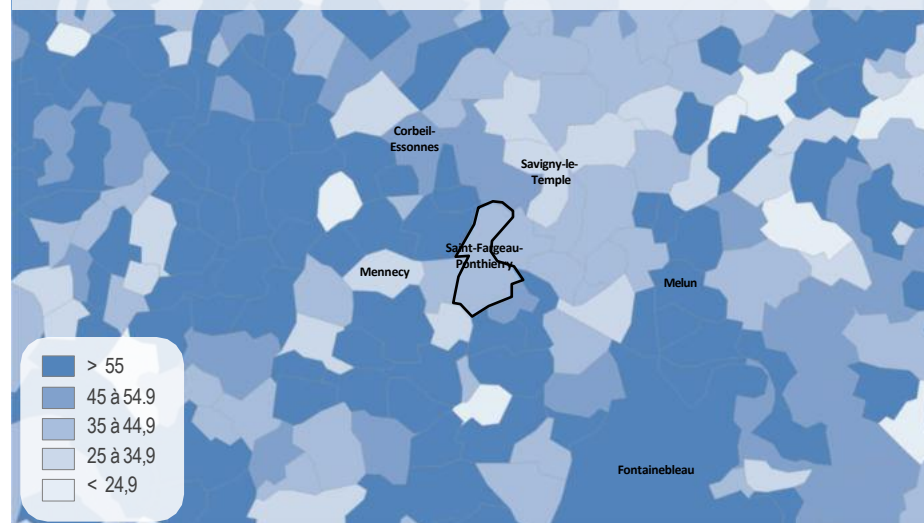 Corbeil-
Essonnes
Savigny-le-
Temple
Saint-Fargeau-
Ponthierry
Mennecy
Melun
> 55
45 à 54.9
35 à 44,9
25 à 34,9
< 24,9
Fontainebleau